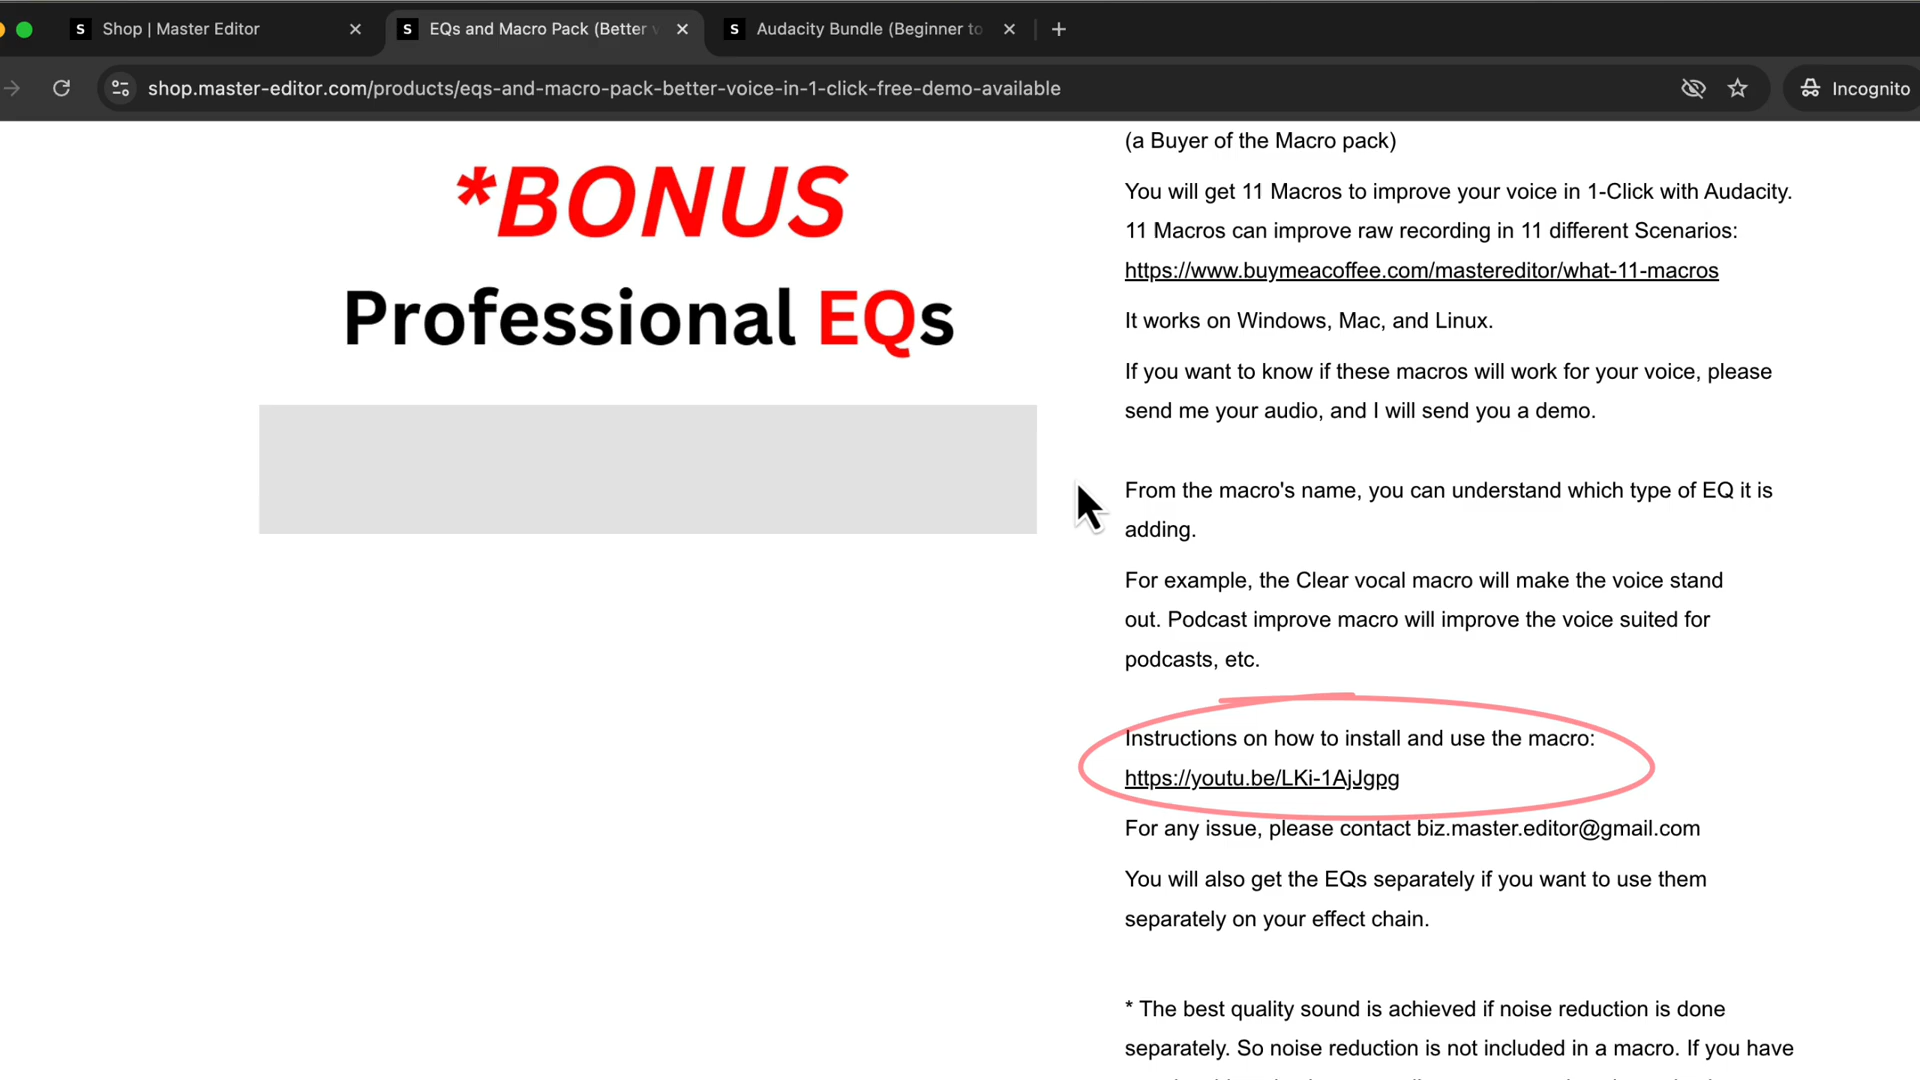 S Shop | Master Editor
S EQs and Macro Pack (Better
S Audacity Bundle (Beginner to
shop.master-editor.com/products/eqs-and-macro-pack-better-voice-in-1-click-free-demo-available
Incognito
*BONUS
Professional EQs
(a Buyer of the Macro pack)
You will get 11 Macros to improve your voice in 1-Click with Audacity.
11 Macros can improve raw recording in 11 different Scenarios:
https://www.buymeacoffee.com/mastereditor/what-11-macros
It works on Windows, Mac, and Linux.
If you want to know if these macros will work for your voice, please
send me your audio, and I will send you a demo.
From the macro's name, you can understand which type of EQ it is
adding.
For example, the Clear vocal macro will make the voice stand
out. Podcast improve macro will improve the voice suited for
podcasts, etc.
Instructions on how to install and use the macro:
https://youtu.be/LKi-1AjJgpg
For any issue, please contact biz.master.editor@gmail.com
You will also get the EQs separately if you want to use them
separately on your effect chain.
* The best quality sound is achieved if noise reduction is done
separately. So noise reduction is not included in a macro. If you have